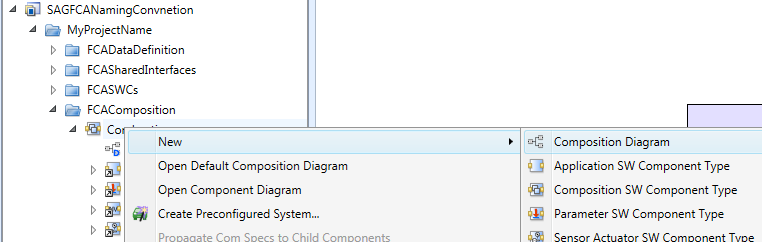 SAGFCANamingConvnetion
MyProjectName
FCADataDefinition
FCASharedInterfaces
FCASWCs
FCAComposition
New
Composition Diagram
Open Default Composition Diagram
Application SW Component Type
Open Component Diagram
Composition SW Component Type
Create Preconfigured System...
Parameter SW Component Type
Propagate Com Specs to Child Components
Sensor Actuator SW Component Type